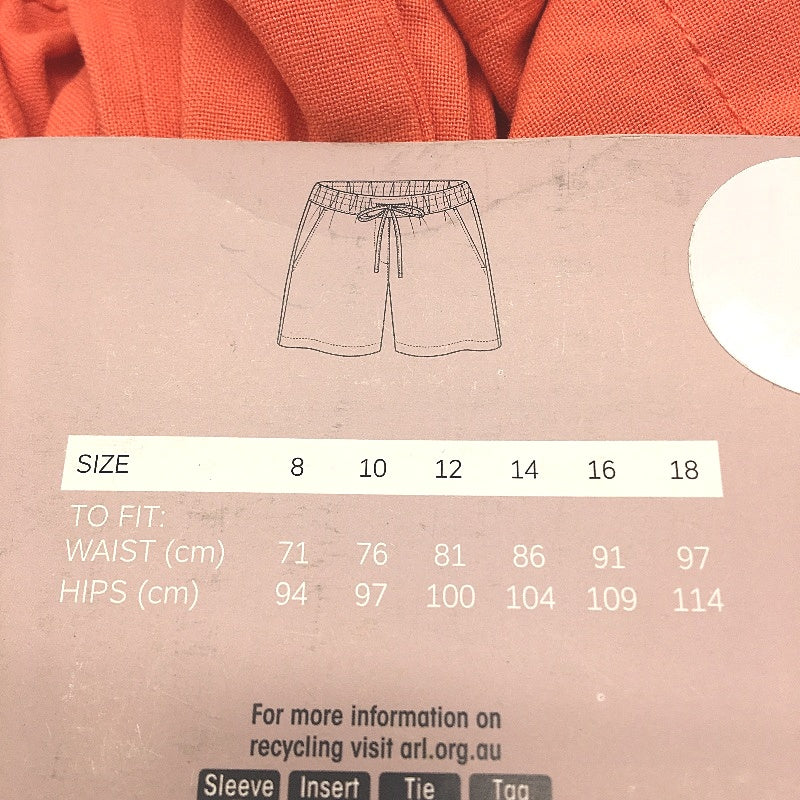 SIZE 8 10 12 14 16 18
TO FIT:
WAIST (cm) 71 76 81 86 91 97
HIPS (cm) 94 97 100 104 109 114
For more information on
recycling visit arl.org.au
Sleeve Insert Tie Tag